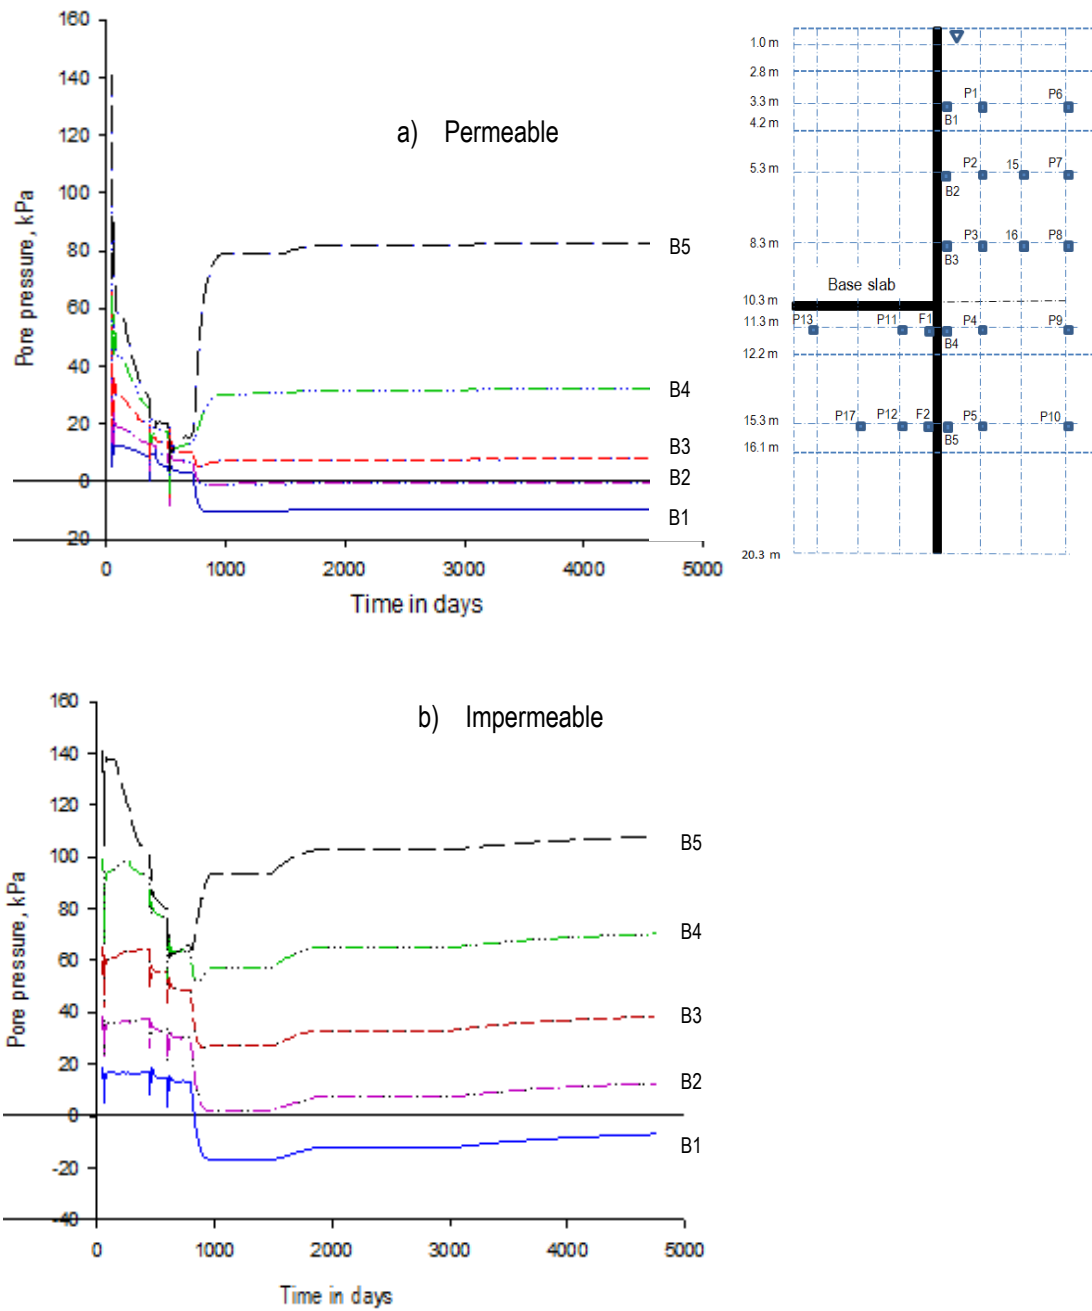 160
140
120
100
80
60
40
20
0
20
Pore pressure, kPa
a) Permeable
B5
B4
B3
B2
B1
0 1000 2000 3000 4000 5000
Time in days
1.0 m
2.8 m
3.3 m P1 P6
B1
4.2 m
5.3 m P2 15 P7
B2
8.3 m P3 16 P8
B3
Base slab
10.3 m
11.3 m P13 P11 F1 P4 P9
B4
12.2 m
15.3 m P17 P12 F2 P5 P10
B5
16.1 m
20.3 m
160
140
120
100
80
60
40
20
0
-20
-40
Pore pressure, kPa
b) Impermeable
B5
B4
B3
B2
B1
0 1000 2000 3000 4000 5000
Time in days